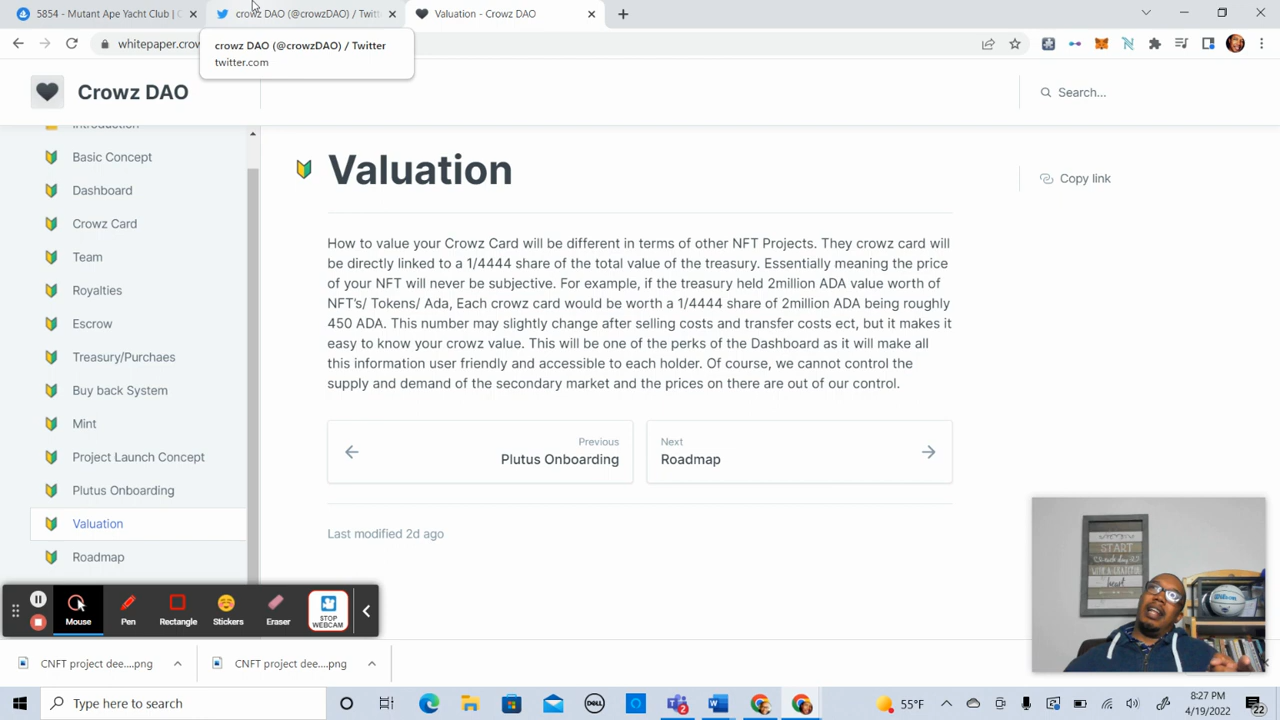 5854 - Mutant Ape Yacht Club | C
crowz DAO (@crowzDAO) / Twitt
Valuation - Crowz DAO
whitepaper.crow
crowz DAO (@crowzDAO) / Twitter
twitter.com
Crowz DAO
Search...
Introduction
Basic Concept
Dashboard
Crowz Card
Team
Royalties
Escrow
Treasury/Purchaes
Buy back System
Mint
Project Launch Concept
Plutus Onboarding
Valuation
Roadmap
Valuation
Copy link
How to value your Crowz Card will be different in terms of other NFT Projects. They crowz card will
be directly linked to a 1/4444 share of the total value of the treasury. Essentially meaning the price
of your NFT will never be subjective. For example, if the treasury held 2million ADA value worth of
NFT's/ Tokens/ Ada, Each crowz card would be worth a 1/4444 share of 2million ADA being roughly
450 ADA. This number may slightly change after selling costs and transfer costs ect, but it makes it
easy to know your crowz value. This will be one of the perks of the Dashboard as it will make all
this information user friendly and accessible to each holder. Of course, we cannot control the
supply and demand of the secondary market and the prices on there are out of our control.
Previous
Plutus Onboarding
Next
Roadmap
Last modified 2d ago
START
Mouse
Pen
Rectangle
Stickers
Eraser
STOP
WEBCAM
CNFT project dee....png
CNFT project dee....png
Type here to search
DELL
55°F
8:27 PM
4/19/2022
22